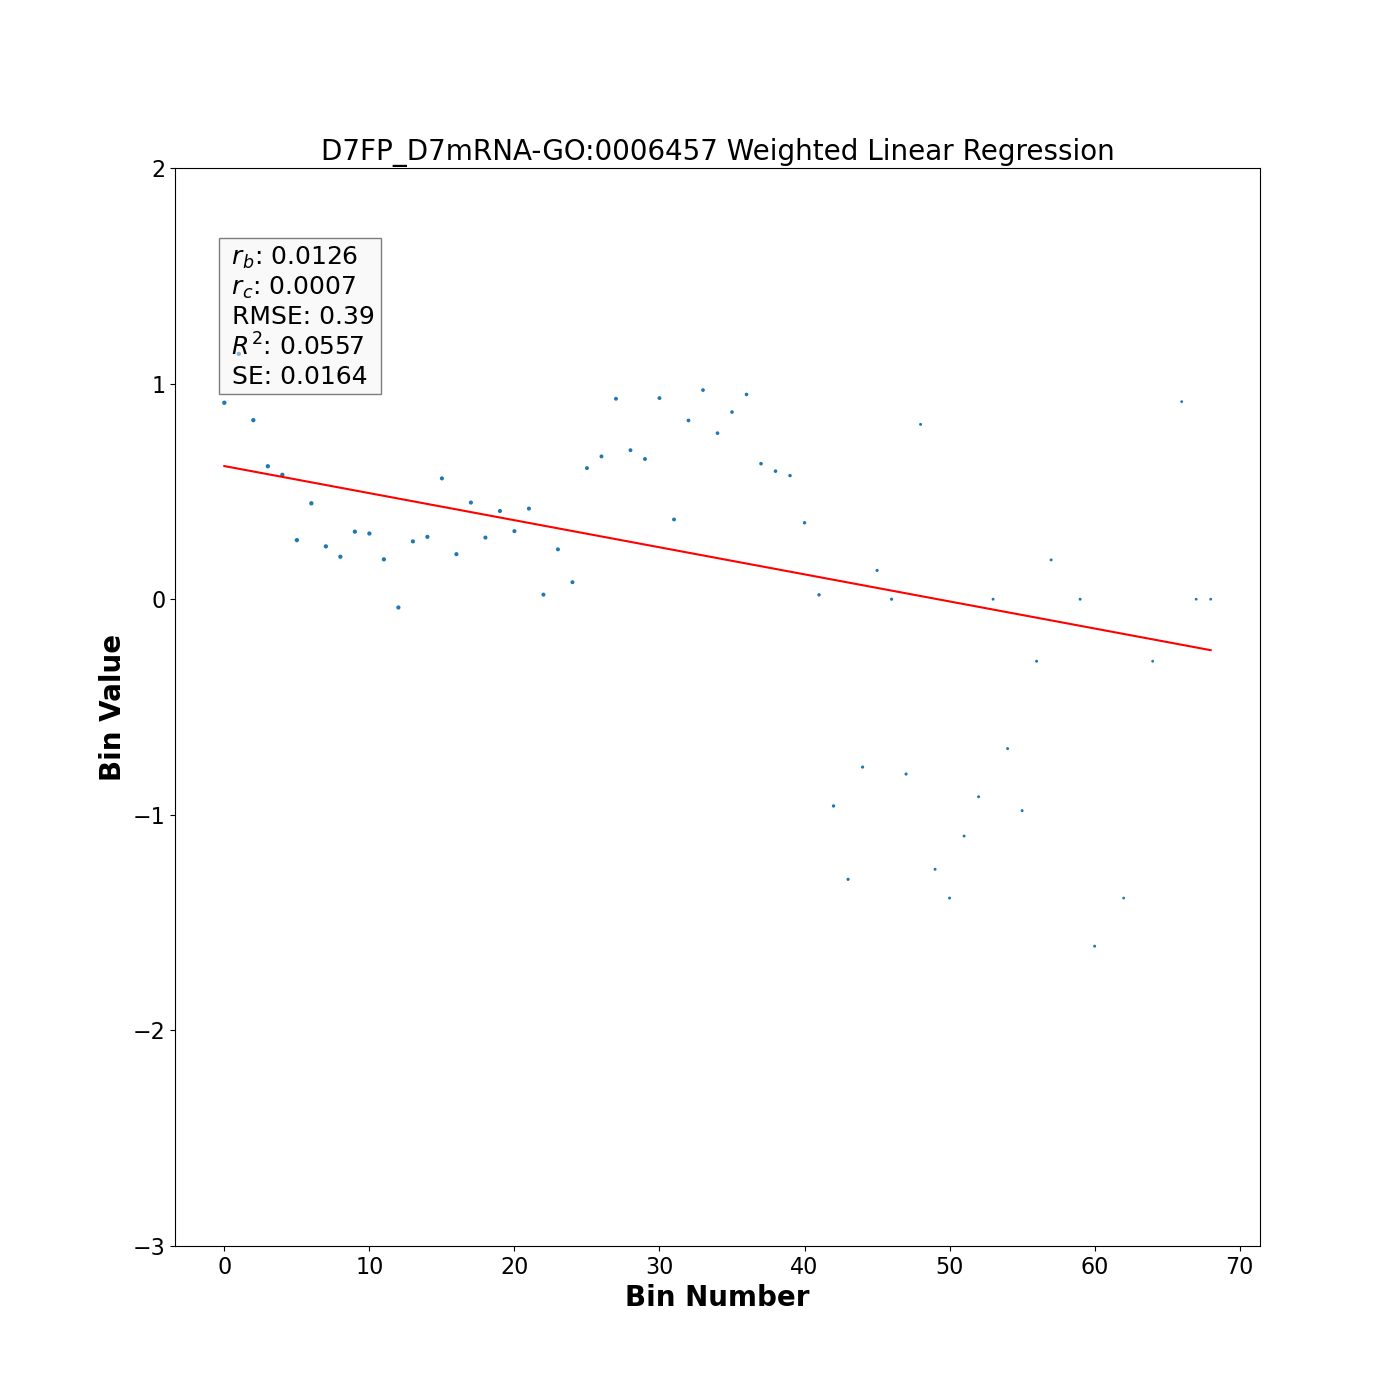 D7FP_D7mRNA-GO:0006457 Weighted Linear Regression
2
r_b: 0.0126
r_c: 0.0007
RMSE: 0.39
R²: 0.0557
SE: 0.0164
1
0
−1
−2
−3
Bin Value
0 10 20 30 40 50 60 70
Bin Number